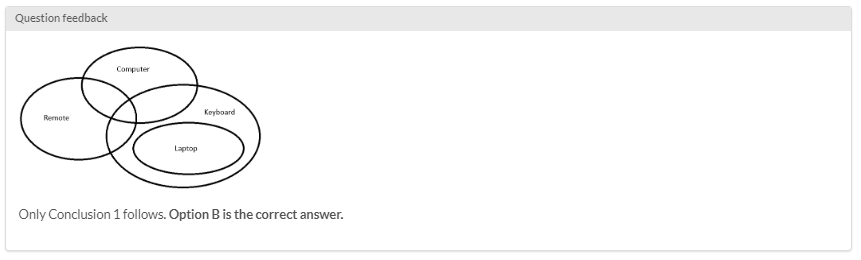 Question feedback
Computer
Keyboard
Remote
Laptop
Only Conclusion 1 follows. Option B is the correct answer.